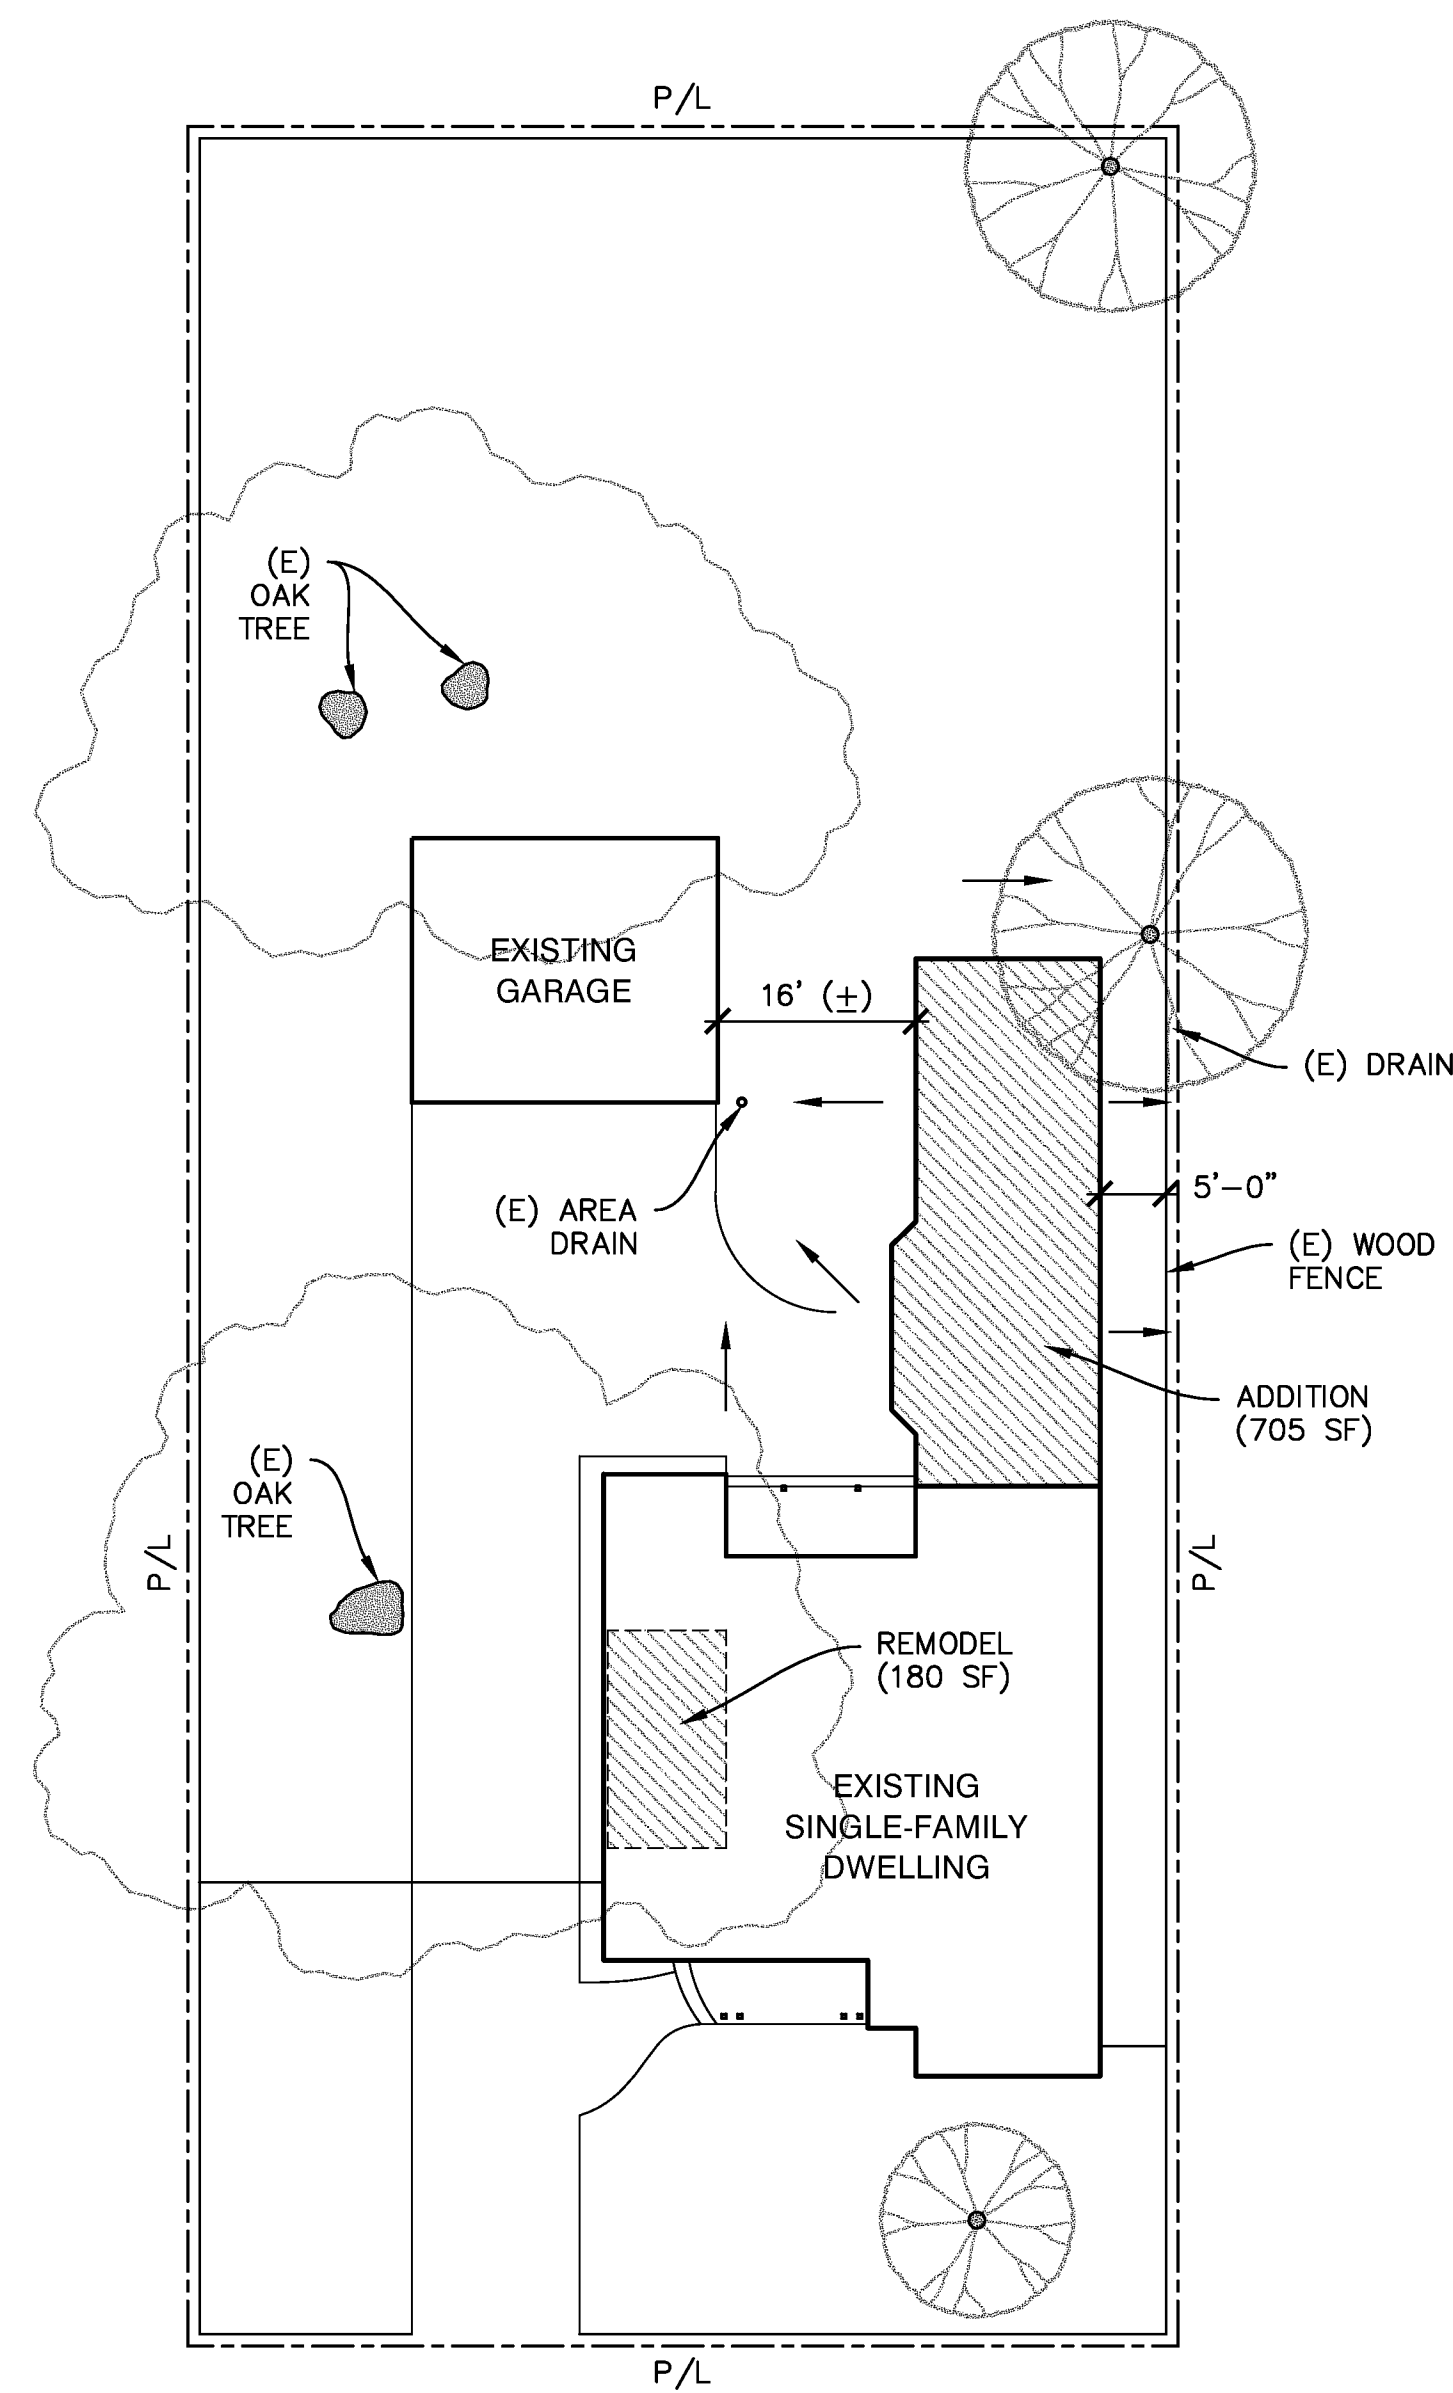 P/L
(E)
OAK
TREE
EXISTING
GARAGE
16' (±)
(E) DRAIN
5'-0"
(E) AREA
DRAIN
(E) WOOD
FENCE
ADDITION
(705 SF)
(E)
OAK
TREE
P/L
P/L
REMODEL
(180 SF)
EXISTING
SINGLE-FAMILY
DWELLING
P/L